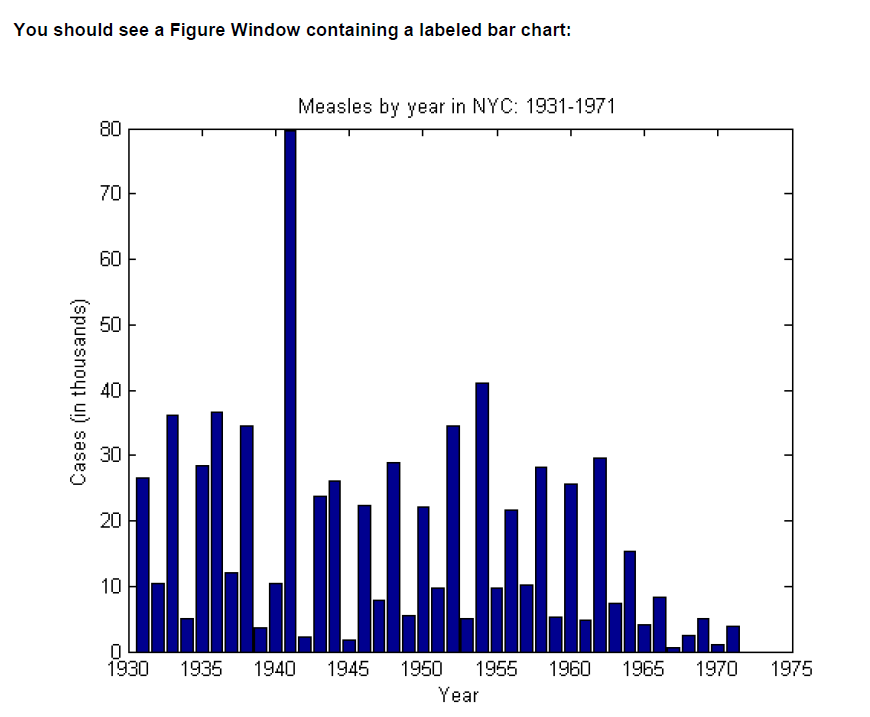 You should see a Figure Window containing a labeled bar chart:
Measles by year in NYC: 1931-1971
80
70
60
50
40
30
20
10
0
Cases (in thousands)
1930 1935 1940 1945 1950 1955 1960 1965 1970 1975
Year